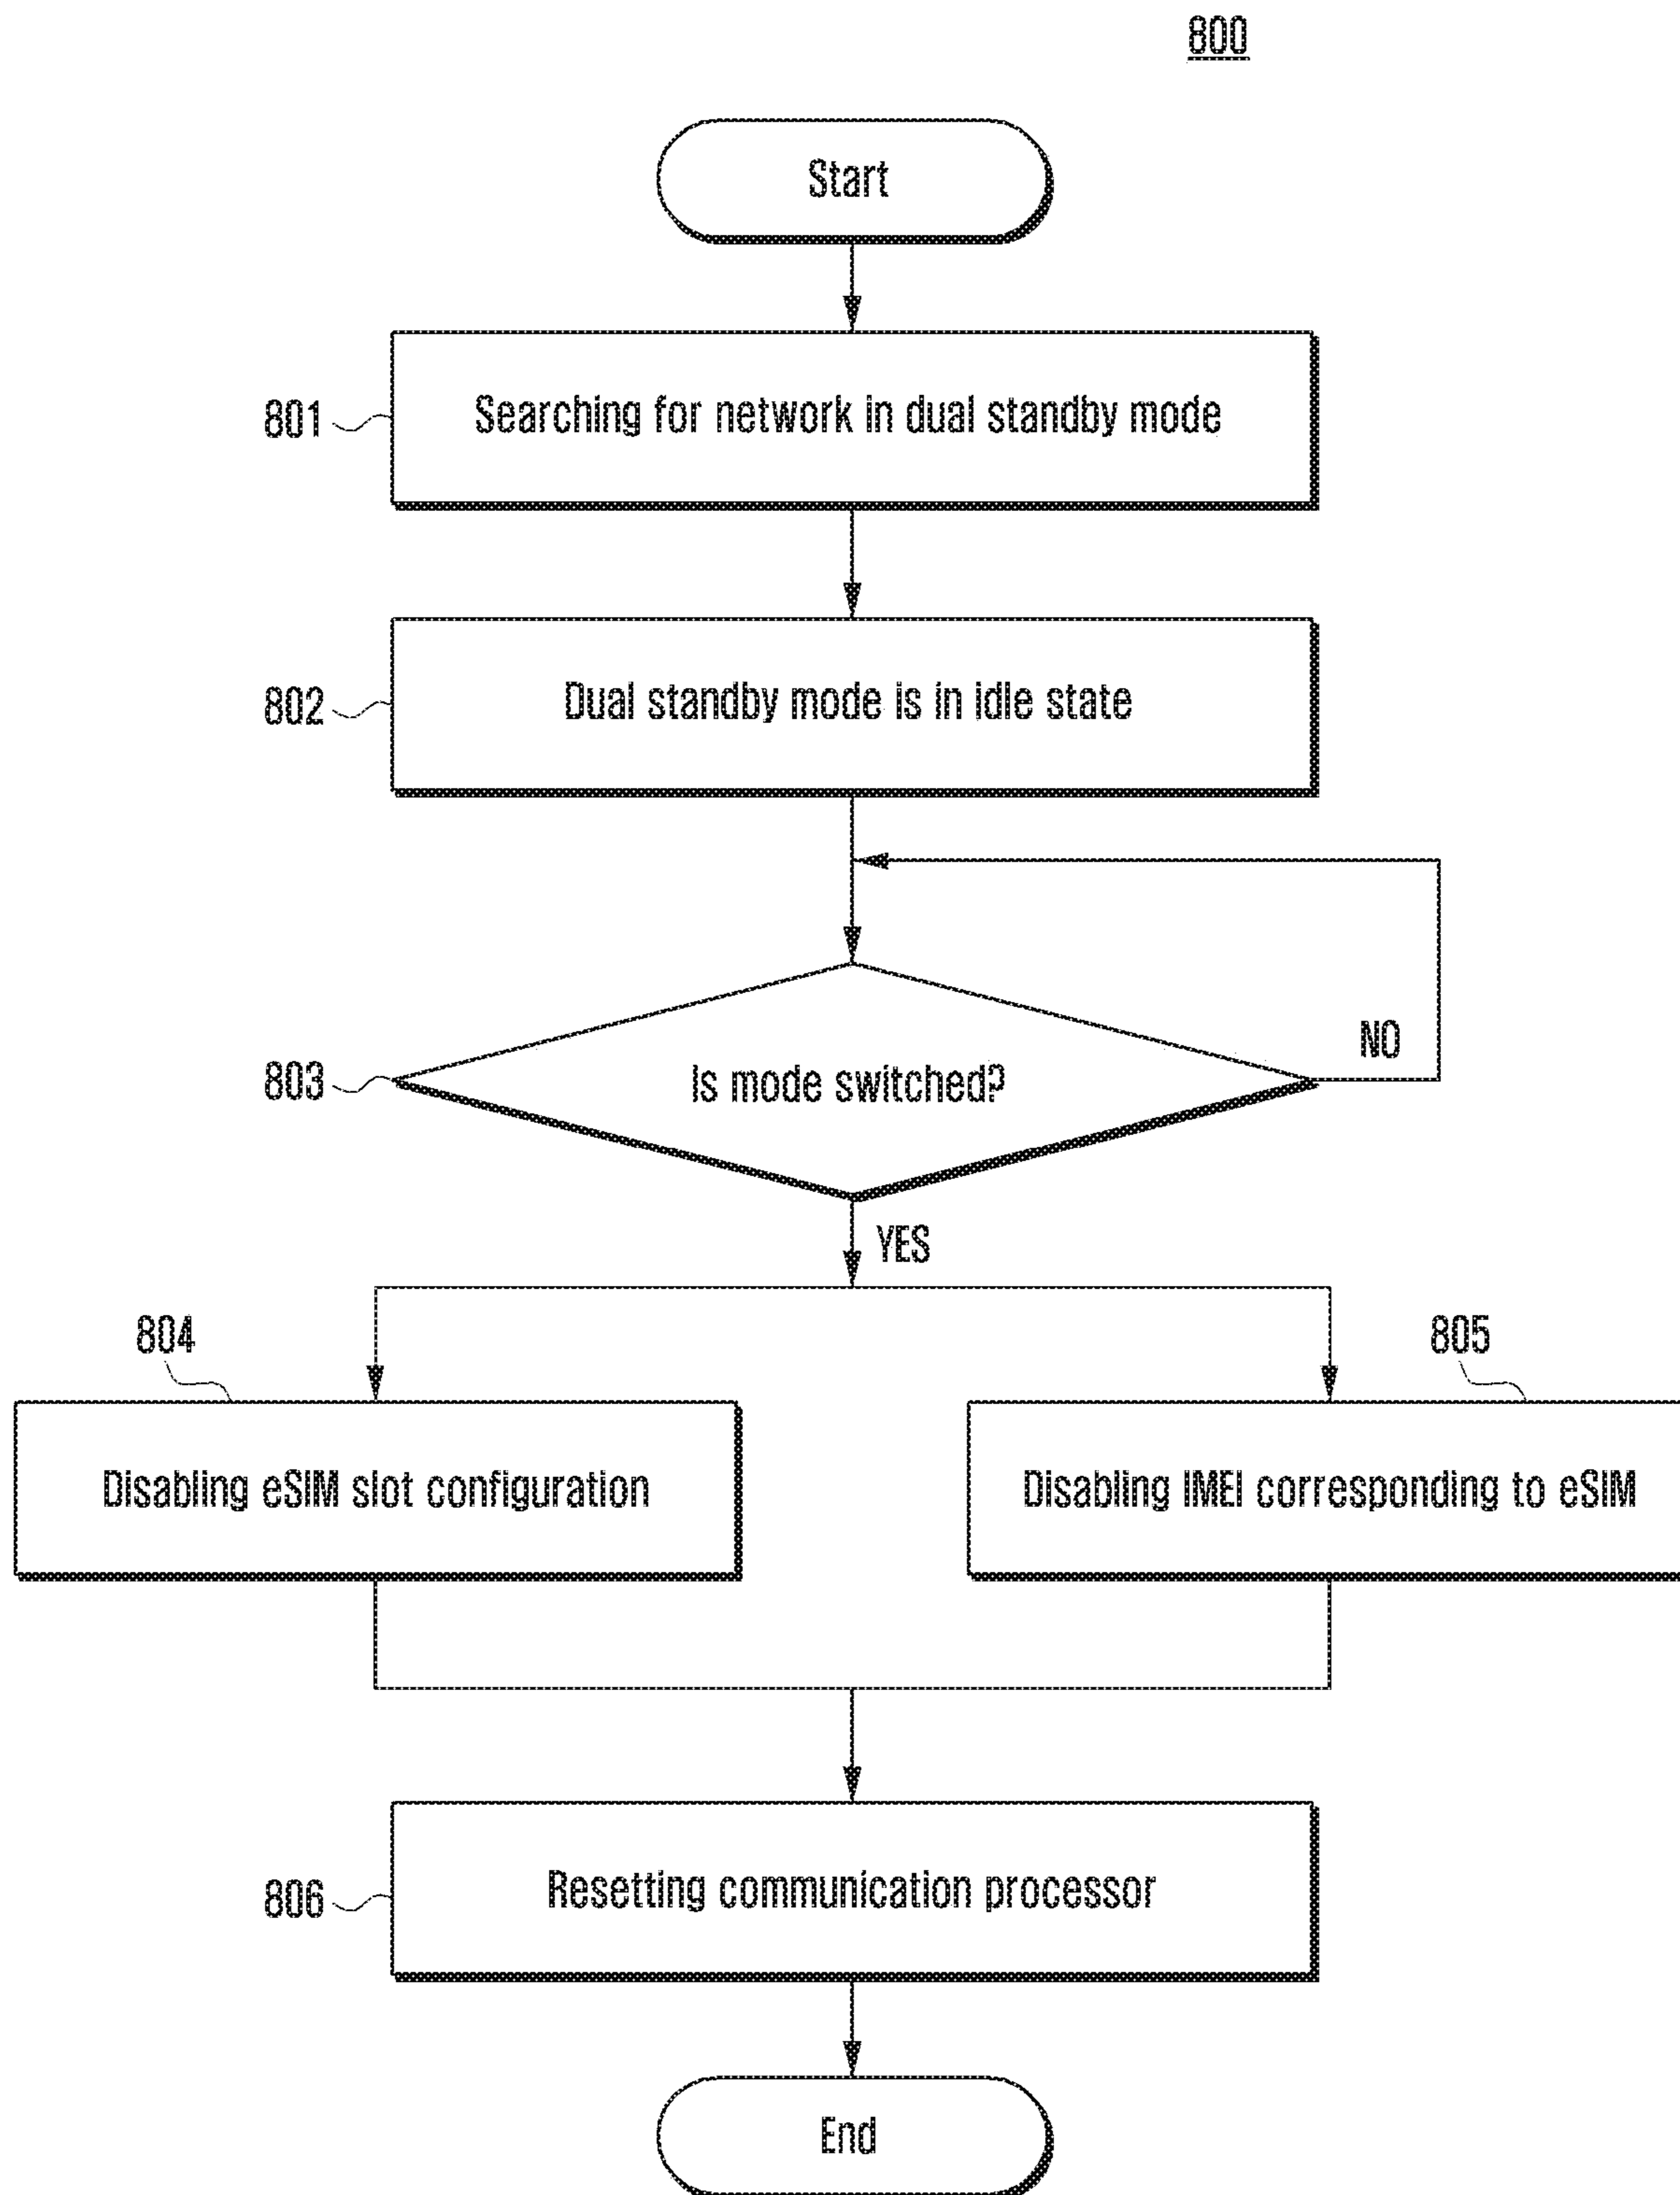 800
Start
801
Searching for network in dual standby mode
802
Dual standby mode is in idle state
803
Is mode switched?
NO
YES
804
805
Disabling eSIM slot configuration
Disabling IMEI corresponding to eSIM
806
Resetting communication processor
End